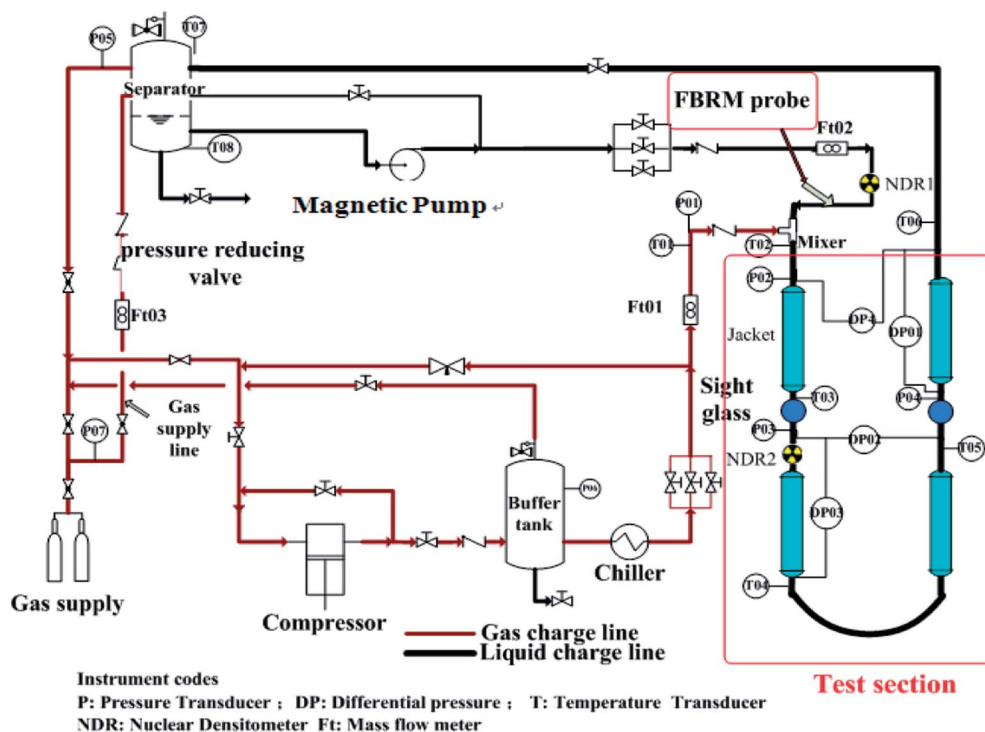 P05
T07
Separator
FBRM probe
Ft02
T08
NDR1
Magnetic Pump
P01
T06
Mixer
T01
T02
pressure reducing
valve
P02
Ft03
Ft01
DP4
DP01
Jacket
Sight
glass
T03
P04
Gas
supply
line
P07
P03
DP02
T05
NDR2
P06
Buffer
tank
DP03
Chiller
T04
Gas supply
Compressor
Gas charge line
Liquid charge line
Test section
Instrument codes
P: Pressure Transducer ; DP: Differential pressure ; T: Temperature Transducer
NDR: Nuclear Densitometer Ft: Mass flow meter